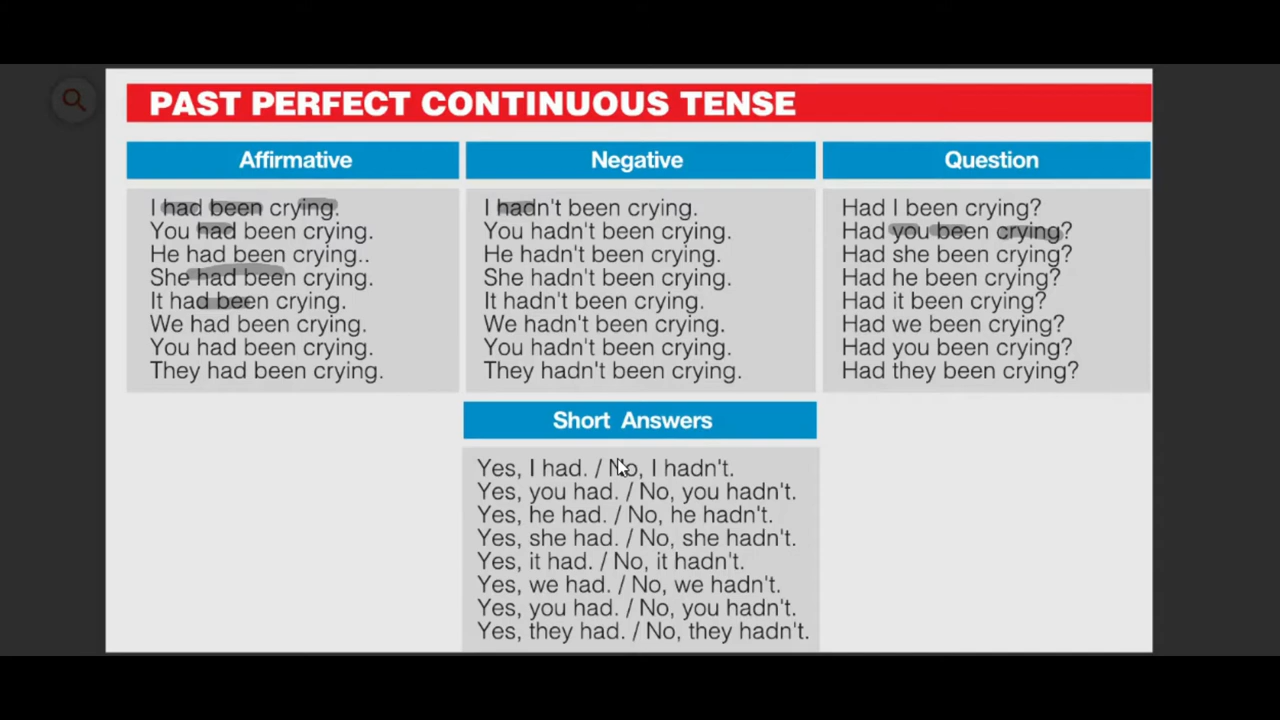 PAST PERFECT CONTINUOUS TENSE
Affirmative
I had been crying.
You had been crying.
He had been crying..
She had been crying.
It had been crying.
We had been crying.
You had been crying.
They had been crying.
Negative
I hadn't been crying.
You hadn't been crying.
He hadn't been crying.
She hadn't been crying.
It hadn't been crying.
We hadn't been crying.
You hadn't been crying.
They hadn't been crying.
Question
Had I been crying?
Had you been crying?
Had she been crying?
Had he been crying?
Had it been crying?
Had we been crying?
Had you been crying?
Had they been crying?
Short Answers
Yes, I had. / No, I hadn't.
Yes, you had. / No, you hadn't.
Yes, he had. / No, he hadn't.
Yes, she had. / No, she hadn't.
Yes, it had. / No, it hadn't.
Yes, we had. / No, we hadn't.
Yes, you had. / No, you hadn't.
Yes, they had. / No, they hadn't.